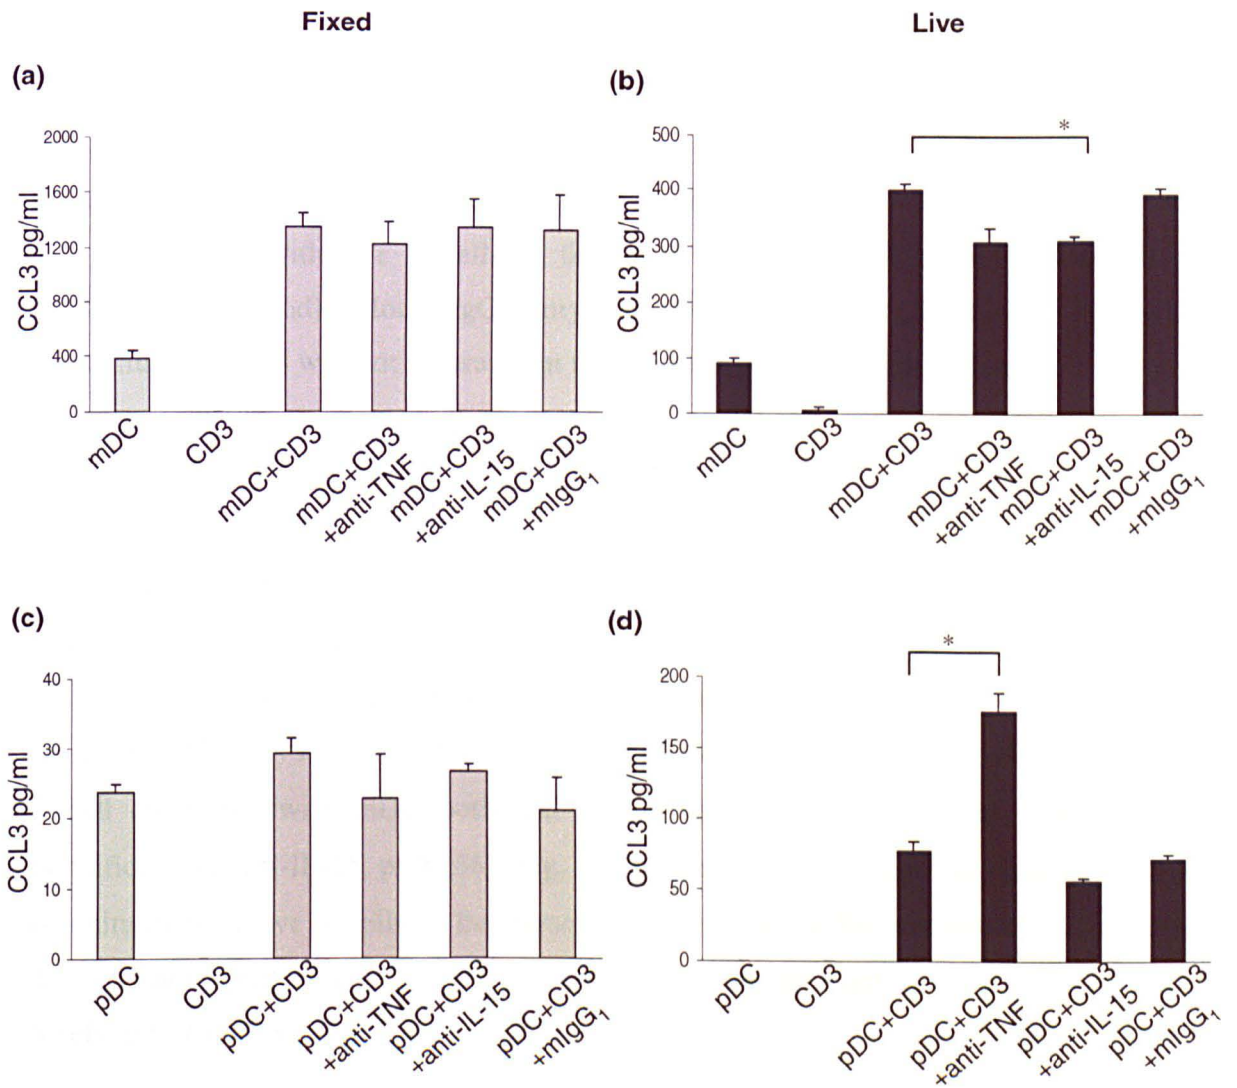 Fixed
Live
(a)
(b)
CCL3 pg/ml
2000
1600
1200
800
400
0
mDC
CD3
mDC+CD3
mDC+CD3
+anti-TNF
mDC+CD3
+anti-IL-15
mDC+CD3
+mIgG1
CCL3 pg/ml
500
400
300
200
100
0
*
mDC
CD3
mDC+CD3
mDC+CD3
+anti-TNF
mDC+CD3
+anti-IL-15
mDC+CD3
+mIgG1
(c)
(d)
CCL3 pg/ml
40
30
20
10
0
pDC
CD3
pDC+CD3
pDC+CD3
+anti-TNF
pDC+CD3
+anti-IL-15
pDC+CD3
+mIgG1
CCL3 pg/ml
200
150
100
50
0
*
pDC
CD3
pDC+CD3
pDC+CD3
+anti-TNF
pDC+CD3
+anti-IL-15
pDC+CD3
+mIgG1